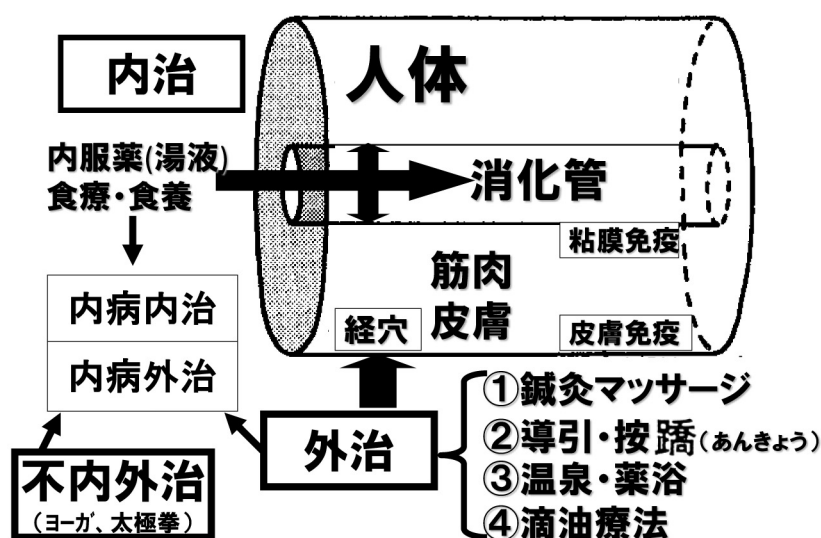 内治
人体
内服薬(湯液)
食療・食養
消化管
粘膜免疫
筋肉
皮膚
経穴
皮膚免疫
内病内治
内病外治
外治
①鍼灸マッサージ
②導引・按蹻(あんきょう)
③温泉・薬浴
④滴油療法
不内外治
(ヨーガ、太極拳)